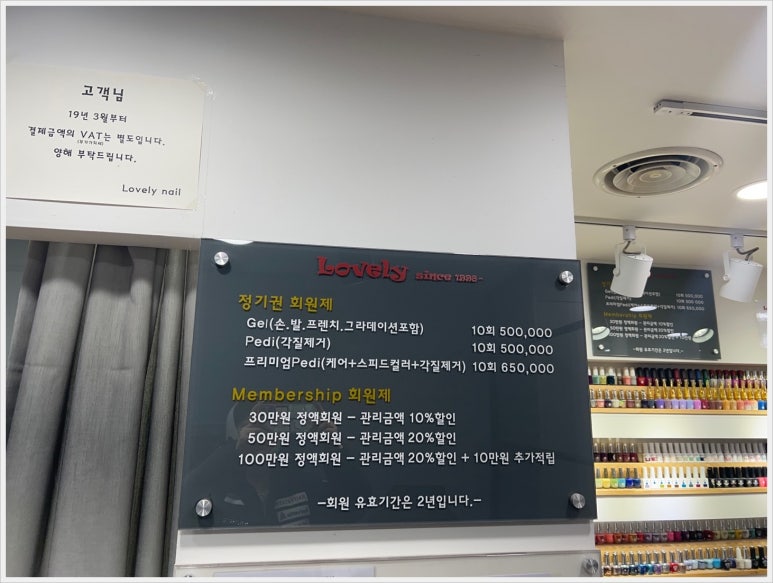 고객님
19년 3월부터
결제금액의 VAT는 별도입니다.
(부가가치세)
양해 부탁드립니다.
Lovely nail
Lovely since 1998-
정기권 회원제
Gel(손.발.프렌치.그라데이션포함) 10회 500,000
Pedi(각질제거) 10회 500,000
프리미엄Pedi(케어+스피드컬러+각질제거) 10회 650,000
Membership 회원제
30만원 정액회원 - 관리금액 10%할인
50만원 정액회원 - 관리금액 20%할인
100만원 정액회원 - 관리금액 20%할인 + 10만원 추가적립
-회원 유효기간은 2년입니다.-